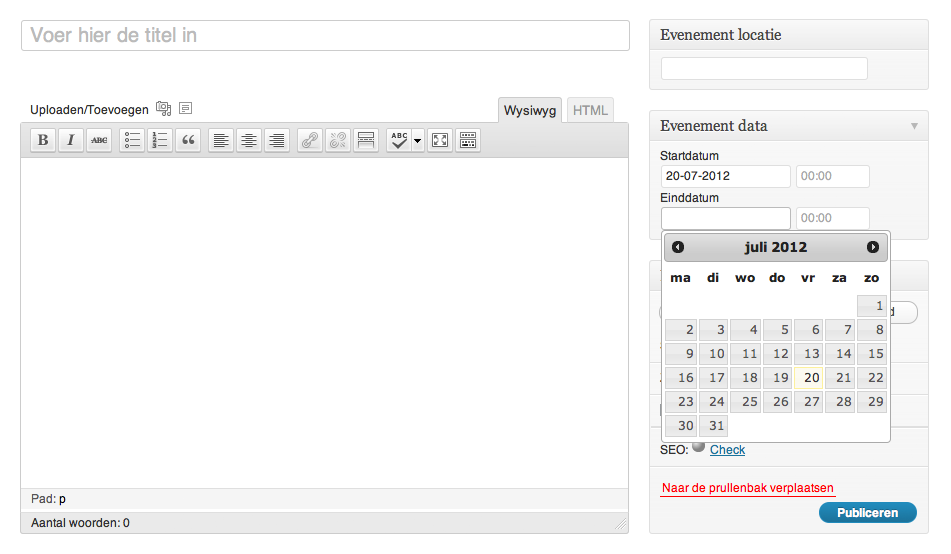 Voer hier de titel in
Uploaden/Toevoegen
Wysiwyg HTML
B I ABC ABC
Pad: p
Aantal woorden: 0
Evenement locatie
Evenement data
Startdatum
20-07-2012 00:00
Einddatum
00:00
juli 2012
ma di wo do vr za zo
1
2 3 4 5 6 7 8
9 10 11 12 13 14 15
16 17 18 19 20 21 22
23 24 25 26 27 28 29
30 31
SEO: Check
Naar de prullenbak verplaatsen
Publiceren